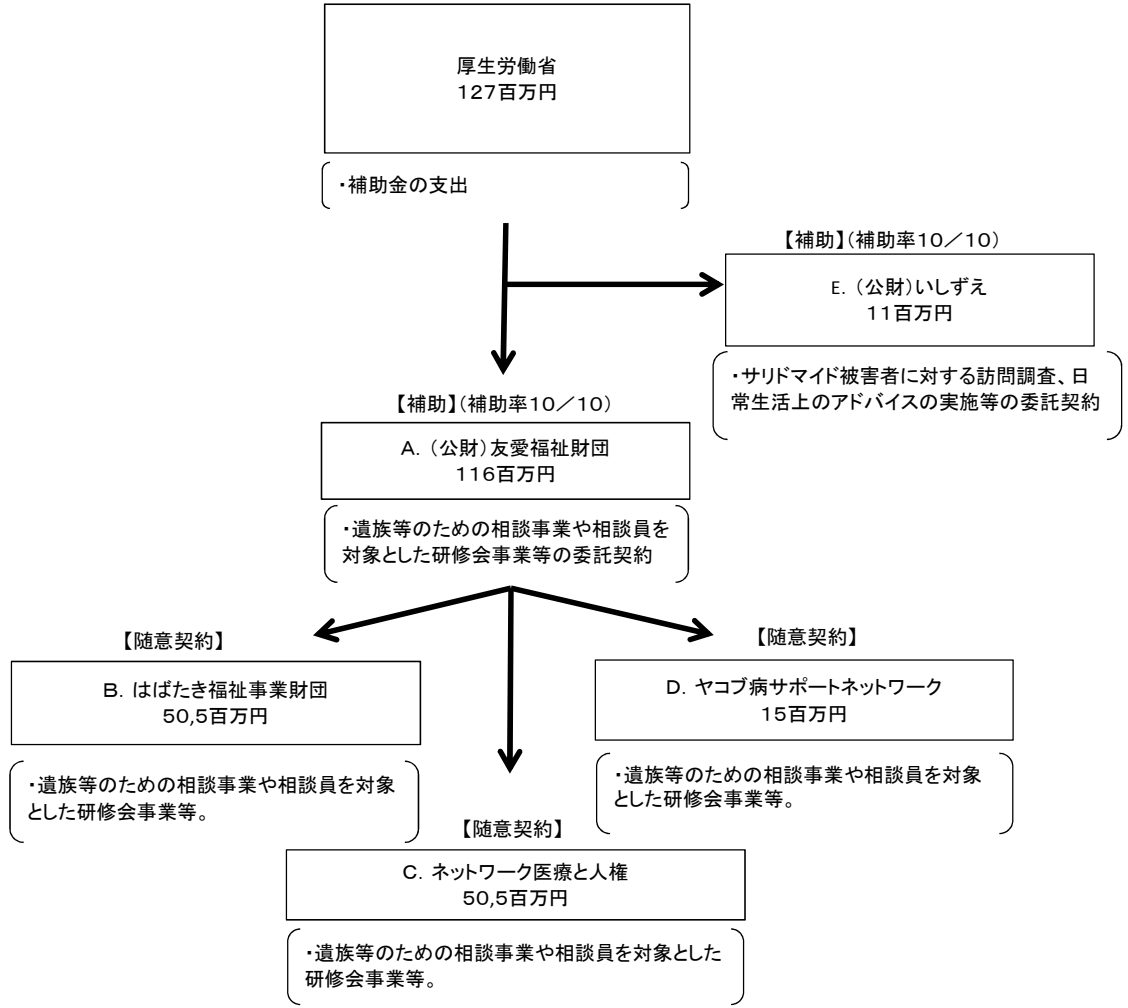 厚生労働省
127百万円
・補助金の支出
【補助】(補助率10／10)
E. (公財)いしずえ
11百万円
・サリドマイド被害者に対する訪問調査、日
常生活上のアドバイスの実施等の委託契約
【補助】(補助率10／10)
A. (公財)友愛福祉財団
116百万円
・遺族等のための相談事業や相談員を
対象とした研修会事業等の委託契約
【随意契約】
B. はばたき福祉事業財団
50,5百万円
・遺族等のための相談事業や相談員を対象
とした研修会事業等。
【随意契約】
D. ヤコブ病サポートネットワーク
15百万円
・遺族等のための相談事業や相談員を対象
とした研修会事業等。
【随意契約】
C. ネットワーク医療と人権
50,5百万円
・遺族等のための相談事業や相談員を対象とした
研修会事業等。